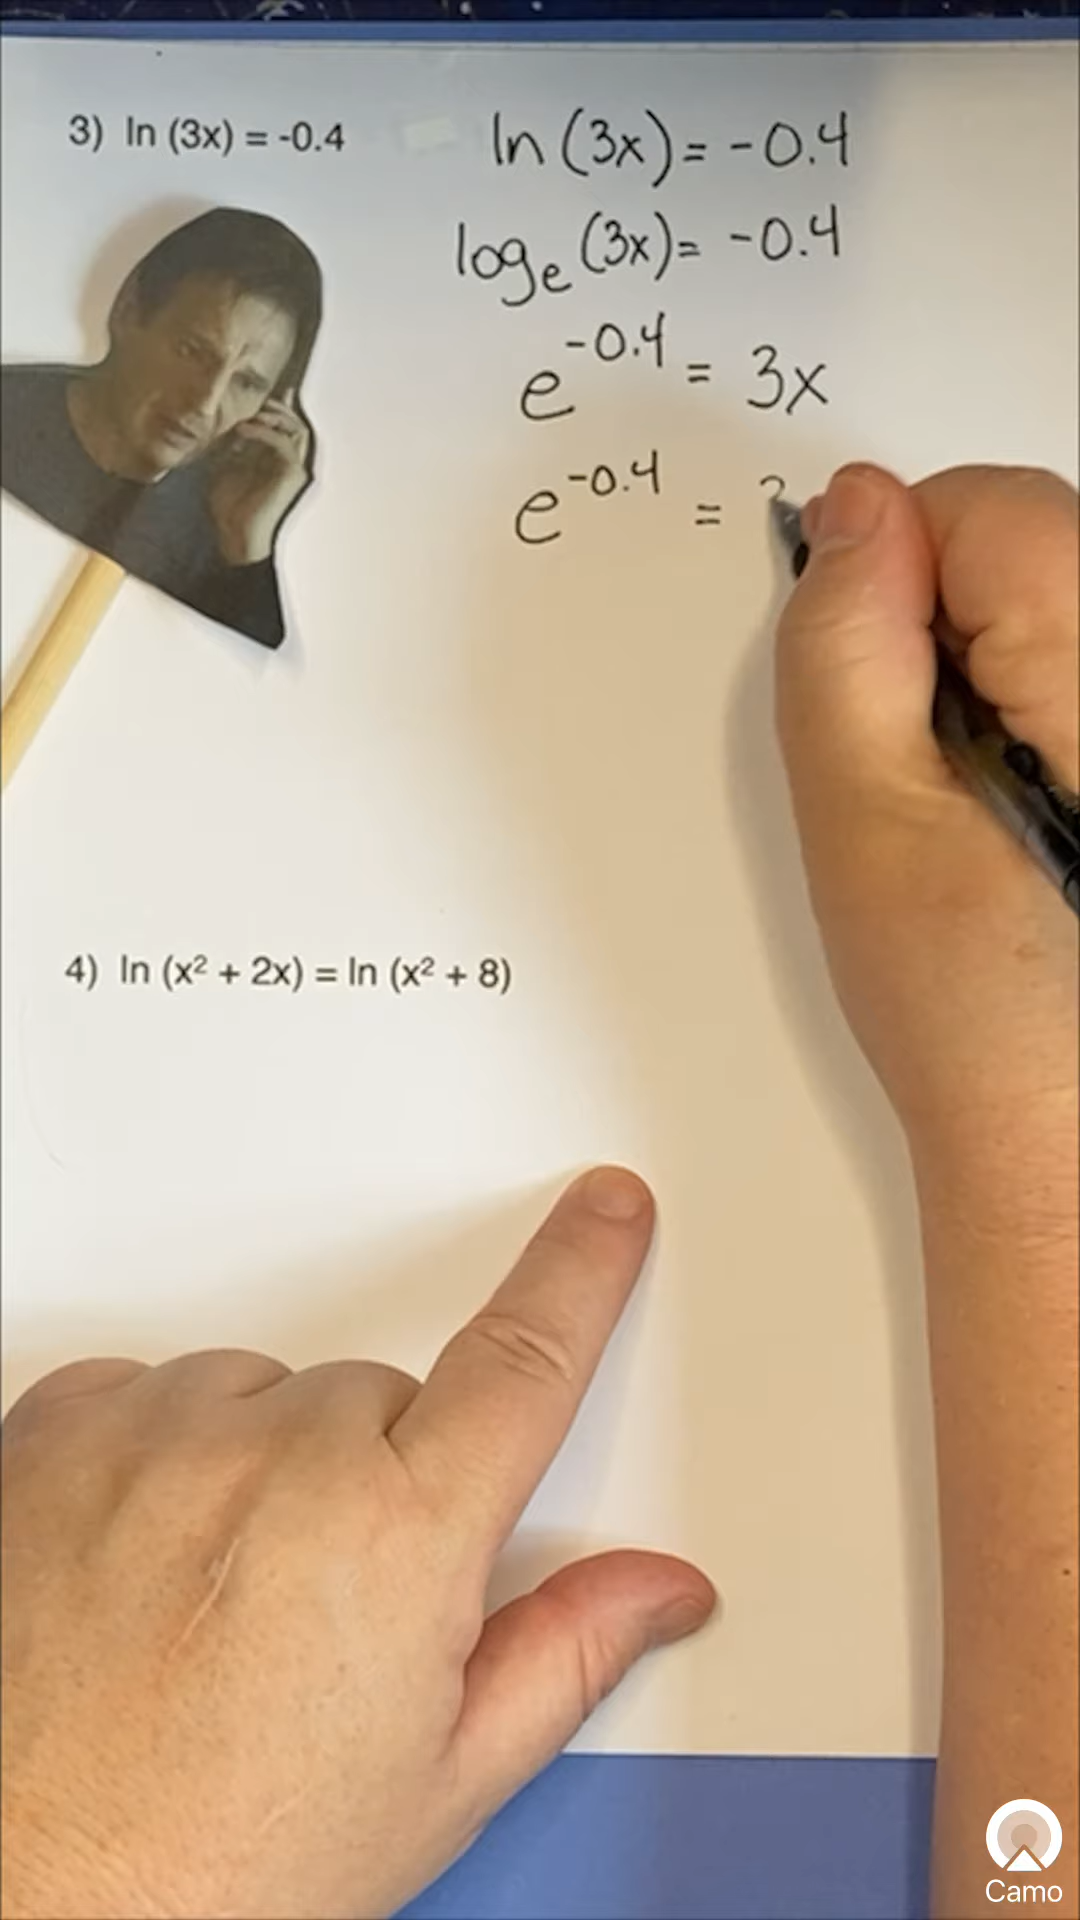 3) ln (3x) = -0.4
ln (3x) = -0.4
logₑ (3x) = -0.4
e^-0.4 = 3x
e^-0.4 =
4) ln (x² + 2x) = ln (x² + 8)
Camo